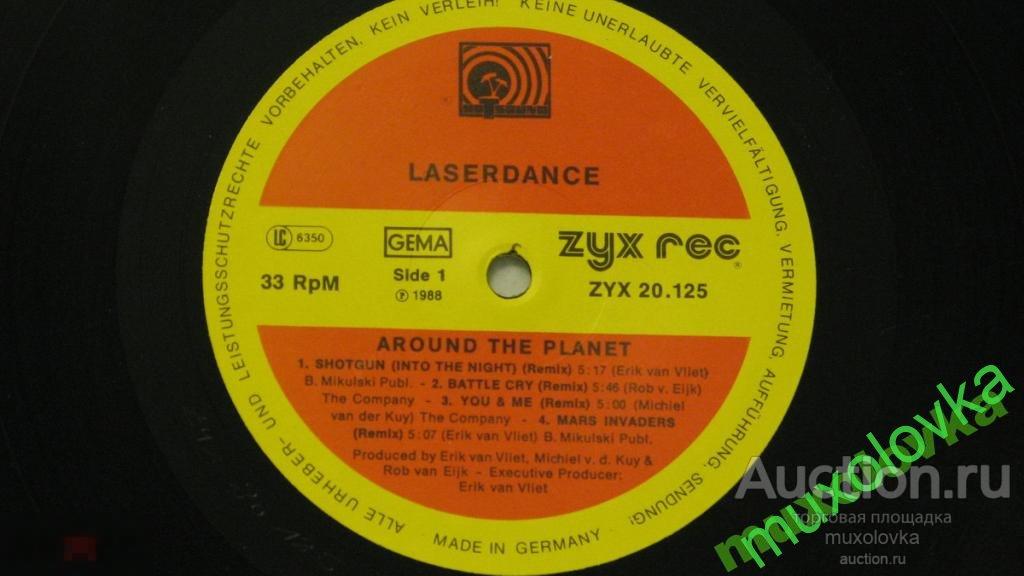 ALLE URHEBER- UND LEISTUNGSSCHUTZRECHTE VORBEHALTEN, KEIN VERLEIH! KEINE UNERLAUBTE VERVIELFÄLTIGUNG, VERMIETUNG, AUFFÜHRUNG, SENDUNG!
LASERDANCE
LC 6350
GEMA
zyx rec®
33 RpM
Side 1
℗ 1988
ZYX 20.125
AROUND THE PLANET
1. SHOTGUN (INTO THE NIGHT) (Remix) 5:17 (Erik van Vliet)
B. Mikulski Publ. - 2. BATTLE CRY (Remix) 5:46 (Rob v. Eijk)
The Company - 3. YOU & ME (Remix) 5:00 (Michiel
van der Kuy) The Company - 4. MARS INVADERS
(Remix) 5:07 (Erik van Vliet) B. Mikulski Publ.
Produced by Erik van Vliet, Michiel v. d. Kuy &
Rob van Eijk - Executive Producer:
Erik van Vliet
MADE IN GERMANY
muxolovka
Auction.ru
торговая площадка
muxolovka
auction.ru